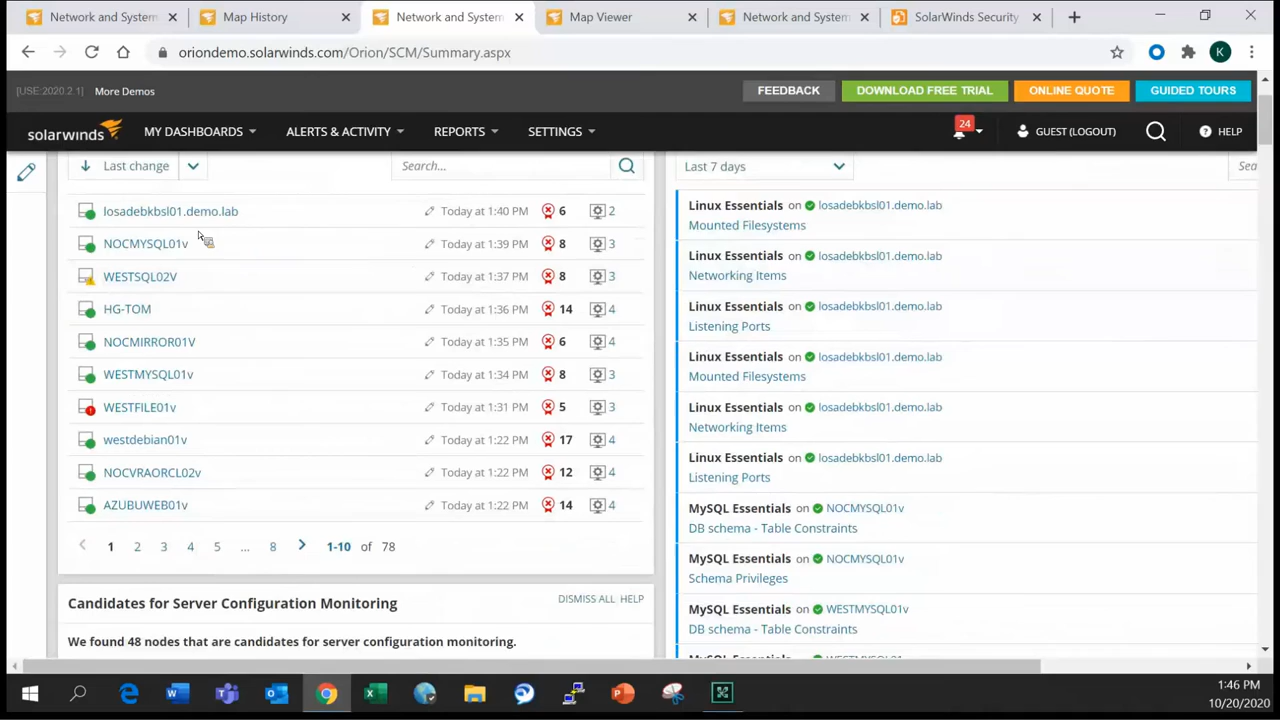 Network and System
Map History
Network and System
Map Viewer
Network and System
SolarWinds Security
oriondemo.solarwinds.com/Orion/SCM/Summary.aspx
K
[USE:2020.2.1] More Demos
FEEDBACK
DOWNLOAD FREE TRIAL
ONLINE QUOTE
GUIDED TOURS
solarwinds
MY DASHBOARDS
ALERTS & ACTIVITY
REPORTS
SETTINGS
24
GUEST (LOGOUT)
HELP
Last change
Search...
losadebkbsl01.demo.lab Today at 1:40 PM 6 2
NOCMYSQL01v Today at 1:39 PM 8 3
WESTSQL02V Today at 1:37 PM 8 3
HG-TOM Today at 1:36 PM 14 4
NOCMIRROR01V Today at 1:35 PM 6 4
WESTMYSQL01v Today at 1:34 PM 8 3
WESTFILE01v Today at 1:31 PM 5 3
westdebian01v Today at 1:22 PM 17 4
NOCVRAORCL02v Today at 1:22 PM 12 4
AZUBUWEB01v Today at 1:22 PM 14 4
1 2 3 4 5 ... 8 1-10 of 78
Candidates for Server Configuration Monitoring
DISMISS ALL HELP
We found 48 nodes that are candidates for server configuration monitoring.
Last 7 days
Sea
Linux Essentials on losadebkbsl01.demo.lab
Mounted Filesystems
Linux Essentials on losadebkbsl01.demo.lab
Networking Items
Linux Essentials on losadebkbsl01.demo.lab
Listening Ports
Linux Essentials on losadebkbsl01.demo.lab
Mounted Filesystems
Linux Essentials on losadebkbsl01.demo.lab
Networking Items
Linux Essentials on losadebkbsl01.demo.lab
Listening Ports
MySQL Essentials on NOCMYSQL01v
DB schema - Table Constraints
MySQL Essentials on NOCMYSQL01v
Schema Privileges
MySQL Essentials on WESTMYSQL01v
DB schema - Table Constraints
1:46 PM
10/20/2020